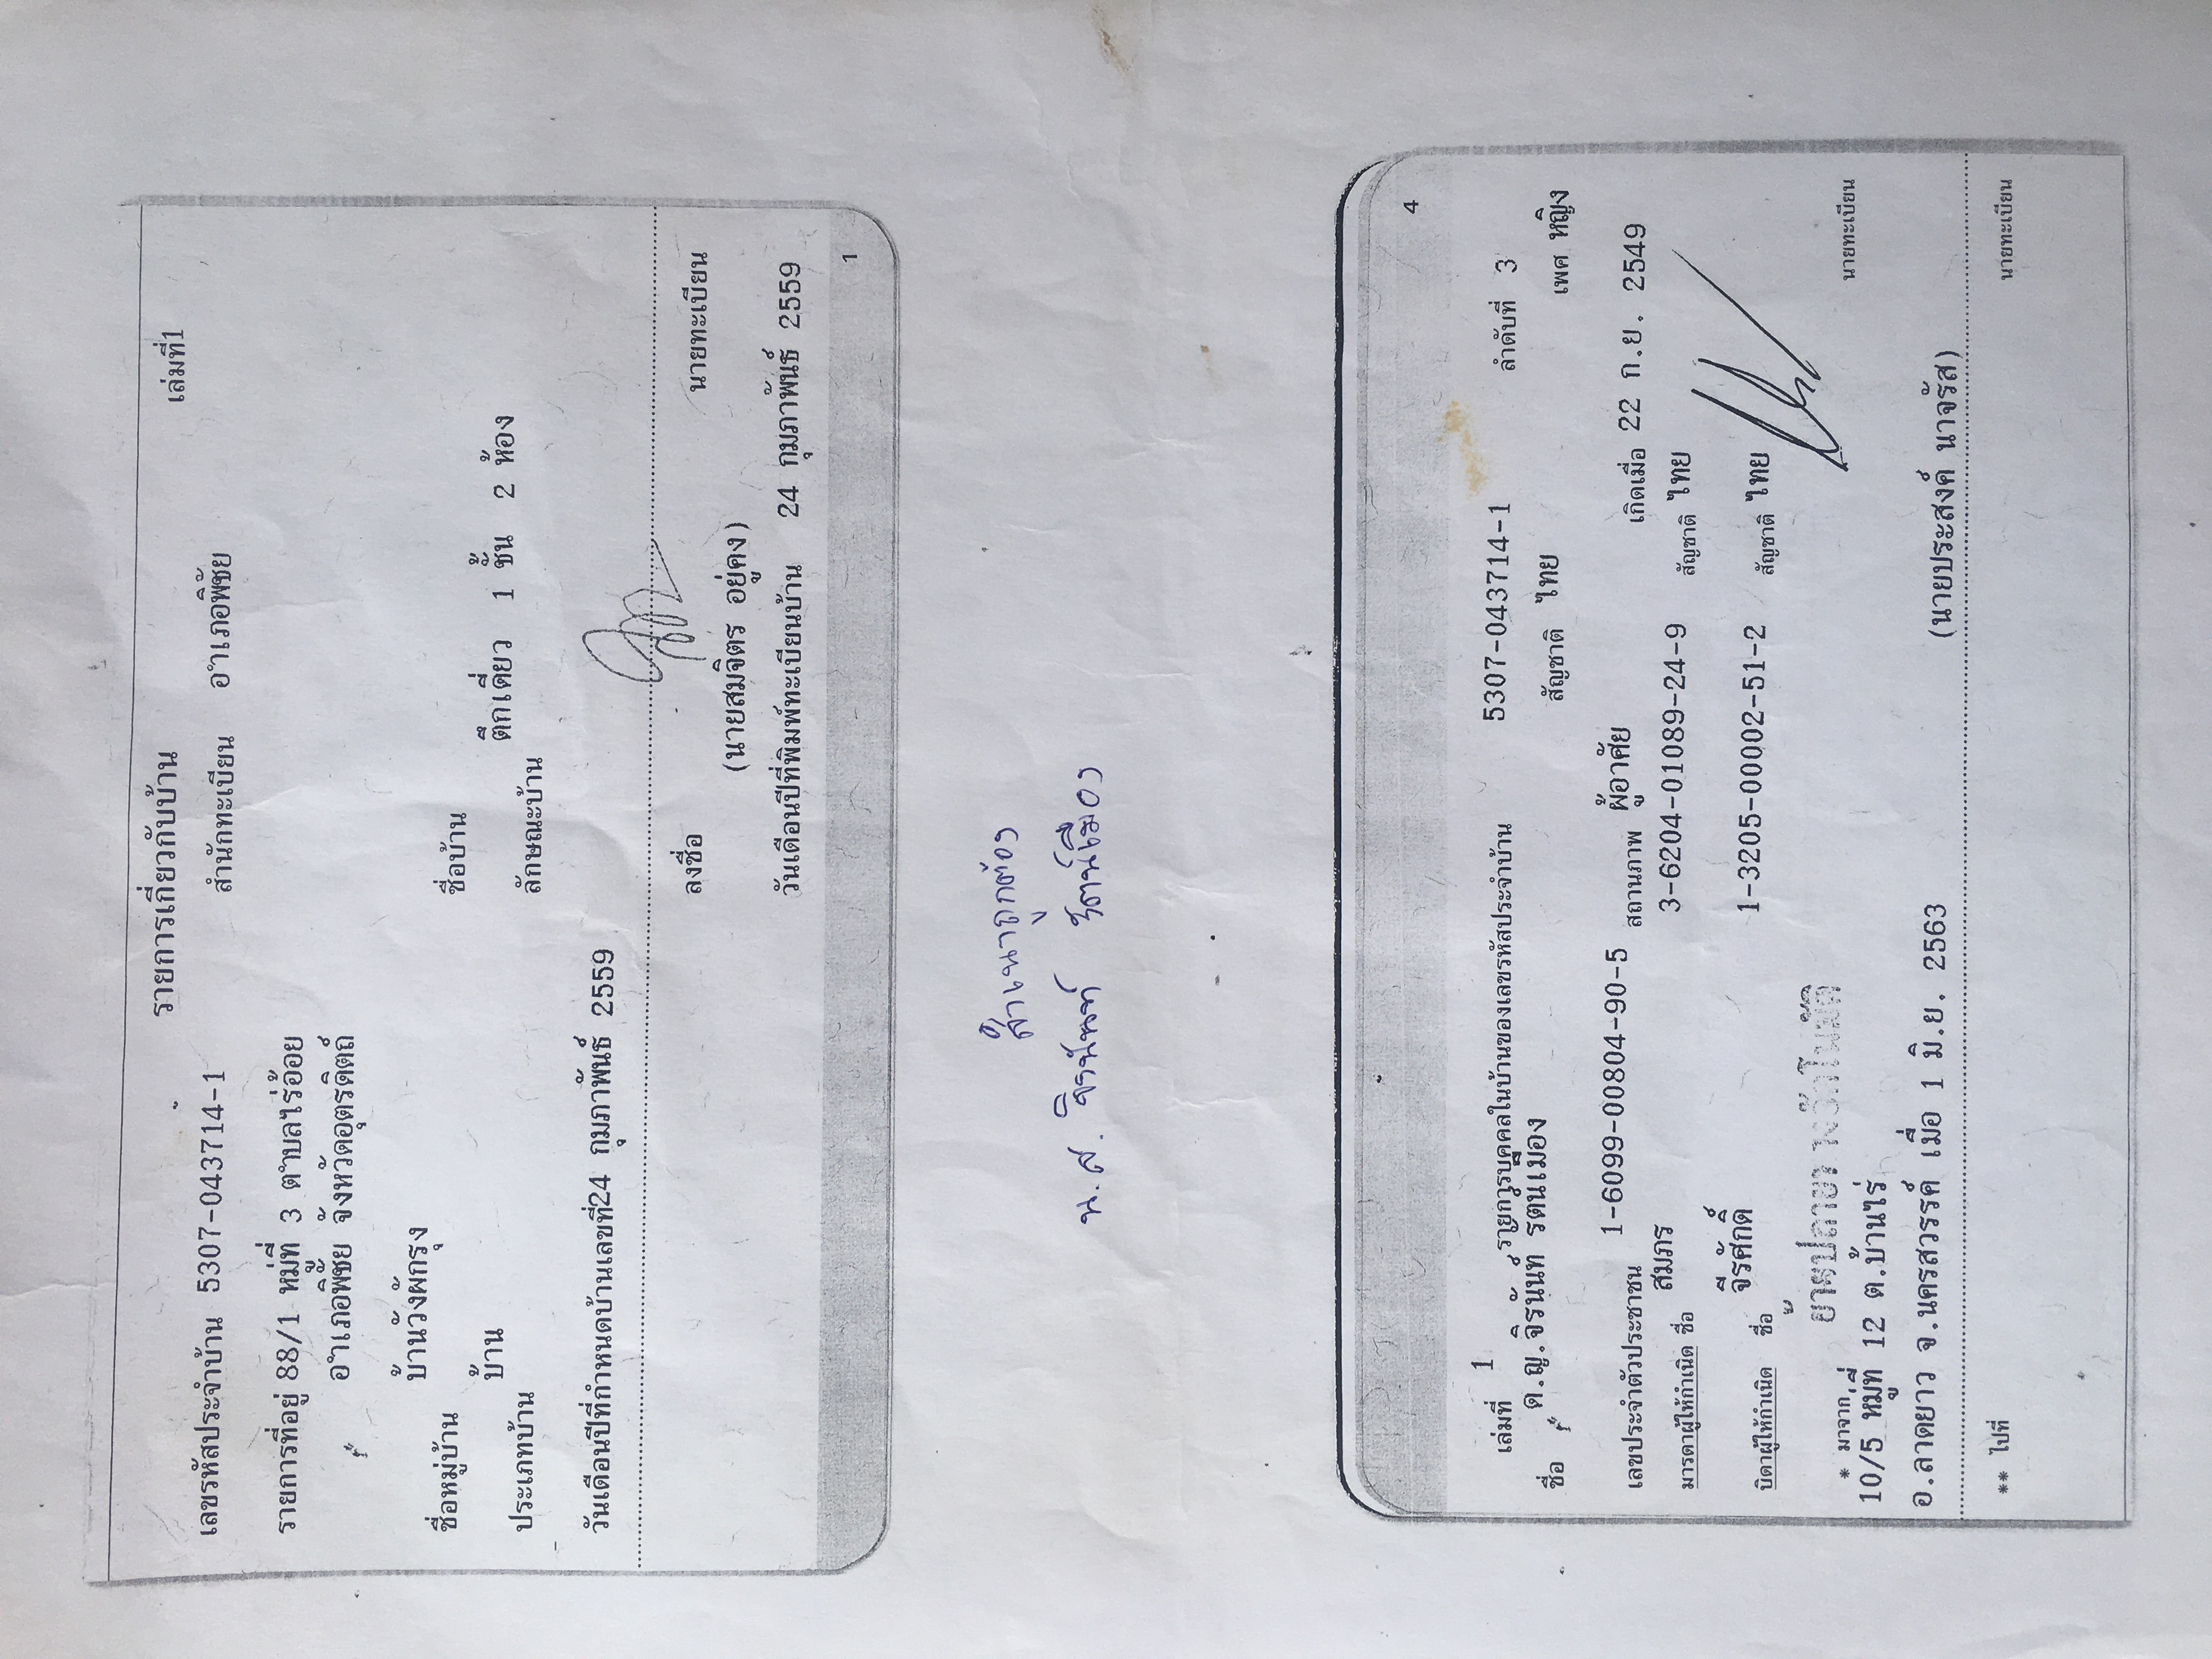 รายการเกี่ยวกับบ้าน เล่มที่1
เลขรหัสประจำบ้าน 5307-043714-1 สำนักทะเบียน อำเภอพิชัย
รายการที่อยู่ 88/1 หมู่ที่ 3 ตำบลไร่อ้อย
อำเภอพิชัย จังหวัดอุตรดิตถ์
ชื่อหมู่บ้าน บ้านวังผักรุง ชื่อบ้าน
ประเภทบ้าน บ้าน ลักษณะบ้าน ตึกเดี่ยว 1 ชั้น 2 ห้อง
วันเดือนปีที่กำหนดบ้านเลขที่24 กุมภาพันธ์ 2559
ลงชื่อ นายทะเบียน
(นายสมจิตร อยู่คง)
วันเดือนปีที่พิมพ์ทะเบียนบ้าน 24 กุมภาพันธ์ 2559
1
สำเนาถูกต้อง
น.ส. จิรนันท์ รัตน์เมือง
4
เล่มที่ 1 รายการบุคคลในบ้านของเลขรหัสประจำบ้าน 5307-043714-1 ลำดับที่ 3
ชื่อ ด.ญ.จิรนันท์ รตนเมือง สัญชาติ ไทย เพศ หญิง
เลขประจำตัวประชาชน 1-6099-00804-90-5 สถานภาพ ผู้อาศัย เกิดเมื่อ 22 ก.ย. 2549
มารดาผู้ให้กำเนิด ชื่อ สมภร 3-6204-01089-24-9 สัญชาติ ไทย
บิดาผู้ให้กำเนิด ชื่อ จีรศักดิ์ 1-3205-00002-51-2 สัญชาติ ไทย
ย้ายปลายทางอัตโนมัติ
* มาจาก
10/5 หมู่ที่ 12 ต.บ้านไร่ นายทะเบียน
อ.ลาดยาว จ.นครสวรรค์ เมื่อ 1 มิ.ย. 2563 (นายประสงค์ นาจรัส)
** ไปที่ นายทะเบียน